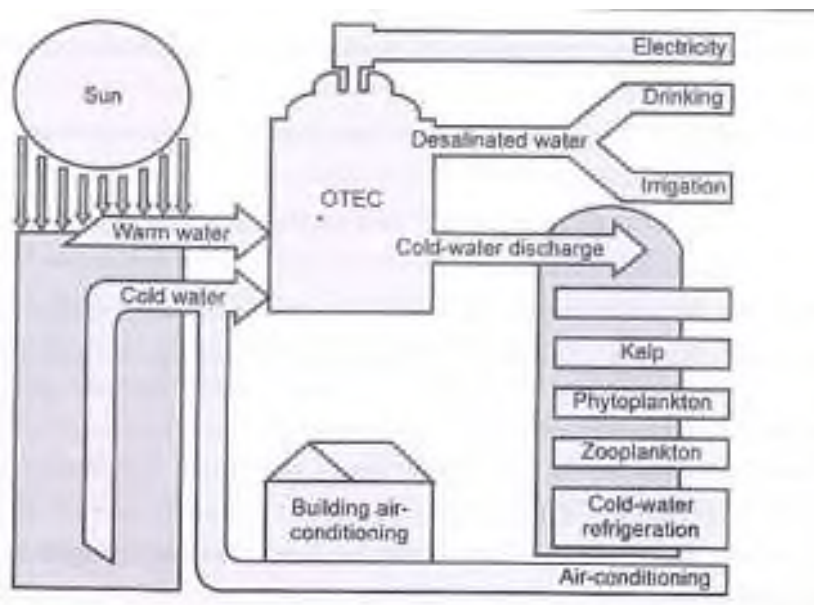 Sun
Electricity
Drinking
Desalinated water
Irrigation
OTEC
Warm water
Cold-water discharge
Cold water
Kelp
Phytoplankton
Zooplankton
Building air-
conditioning
Cold-water
refrigeration
Air-conditioning